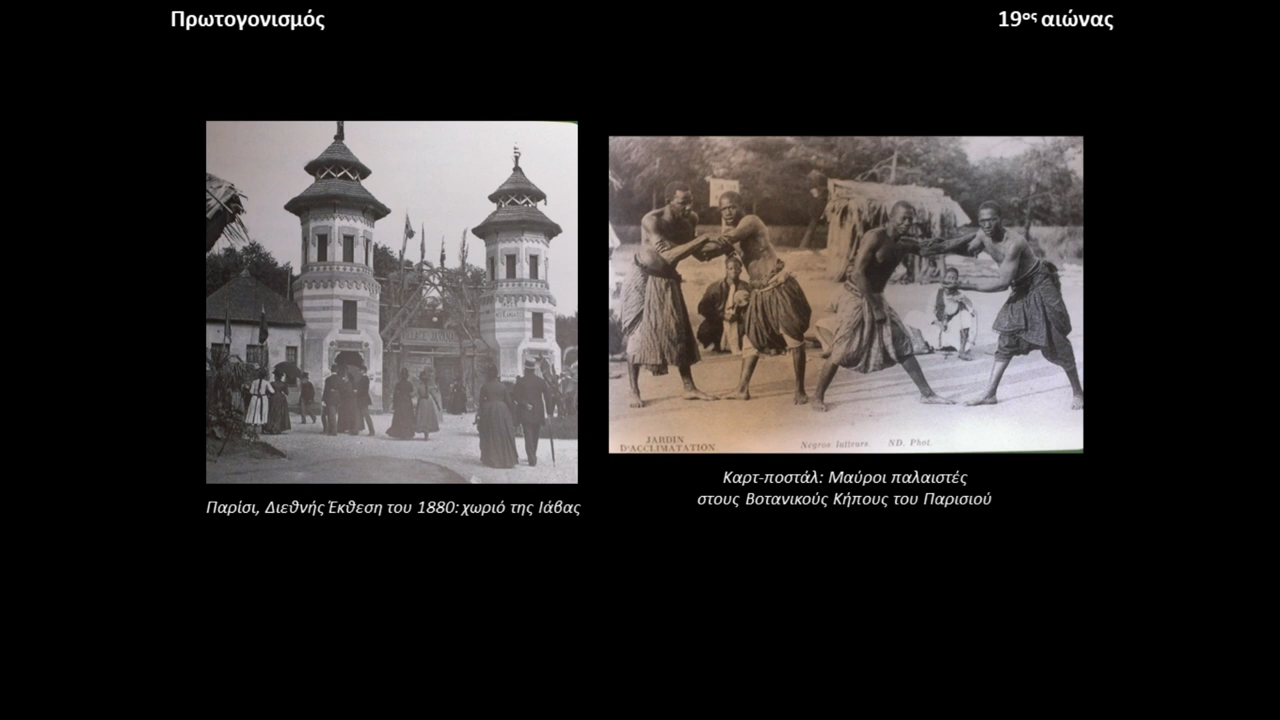 Πρωτογονισμός
19ος αιώνας
Παρίσι, Διεθνής Έκθεση του 1880: χωριό της Ιάβας
JARDIN
D'ACCLIMATATION
Negros lutteurs. ND. Phot.
Καρτ-ποστάλ: Μαύροι παλαιστές
στους Βοτανικούς Κήπους του Παρισιού